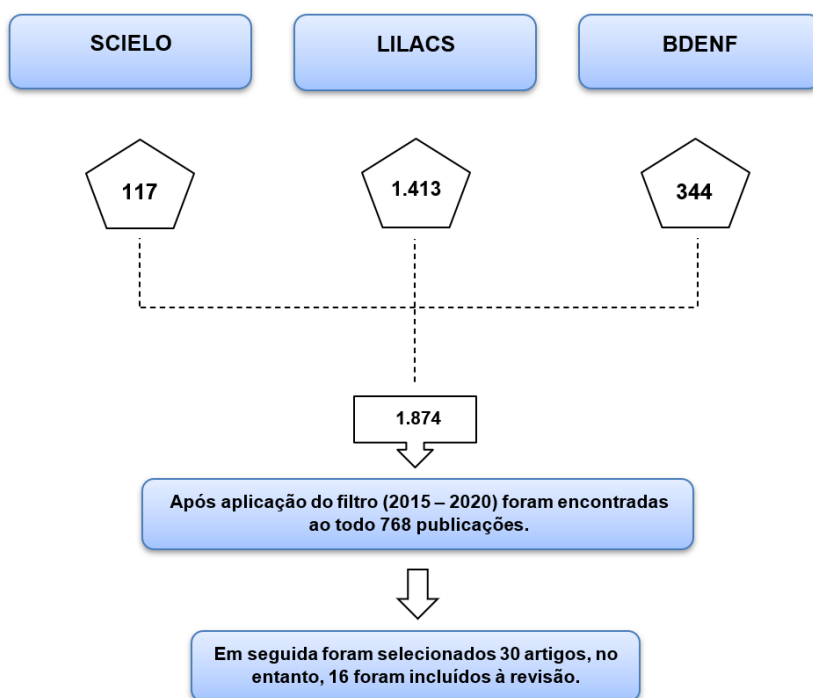 SCIELO
LILACS
BDENF
117
1.413
344
1.874
Após aplicação do filtro (2015 – 2020) foram encontradas
ao todo 768 publicações.
Em seguida foram selecionados 30 artigos, no
entanto, 16 foram incluídos à revisão.